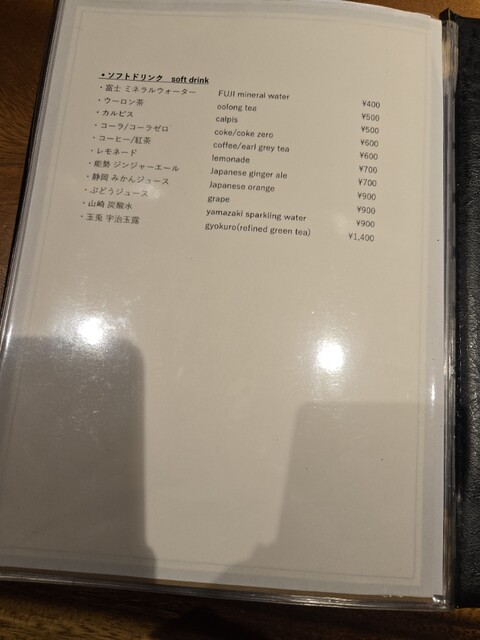 ・ソフトドリンク soft drink
・富士 ミネラルウォーター FUJI mineral water ¥400
・ウーロン茶 oolong tea ¥500
・カルピス calpis ¥500
・コーラ/コーラゼロ coke/coke zero ¥600
・コーヒー/紅茶 coffee/earl grey tea ¥600
・レモネード lemonade ¥700
・能勢 ジンジャーエール Japanese ginger ale ¥700
・静岡 みかんジュース Japanese orange ¥900
・ぶどうジュース grape ¥900
・山崎 炭酸水 yamazaki sparkling water ¥900
・玉兎 宇治玉露 gyokuro(refined green tea) ¥1,400